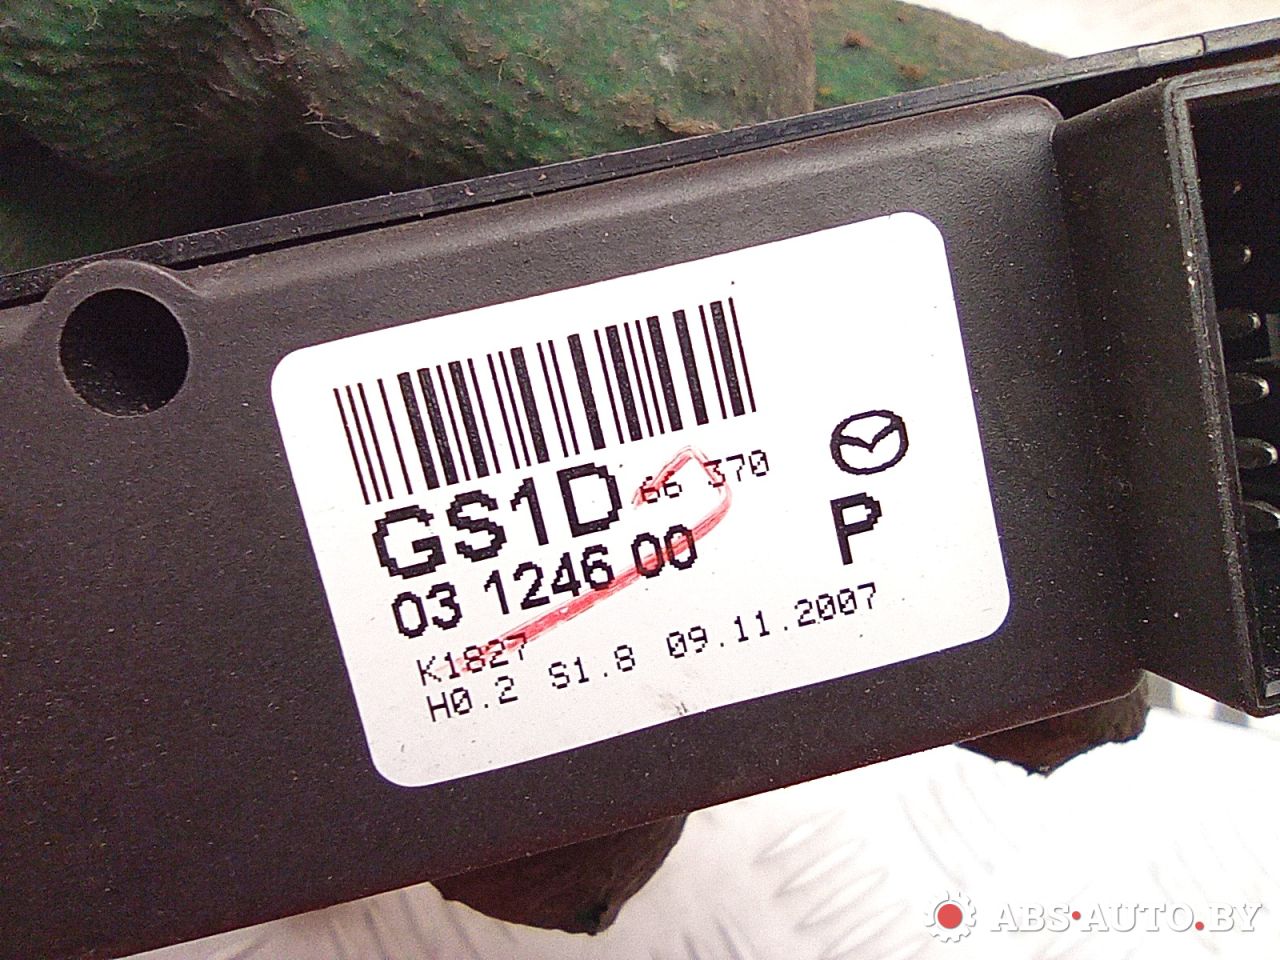 GS1D 66 370
03 1246 00
P
K1827
H0.2 S1.8 09.11.2007
ABS-AUTO.BY